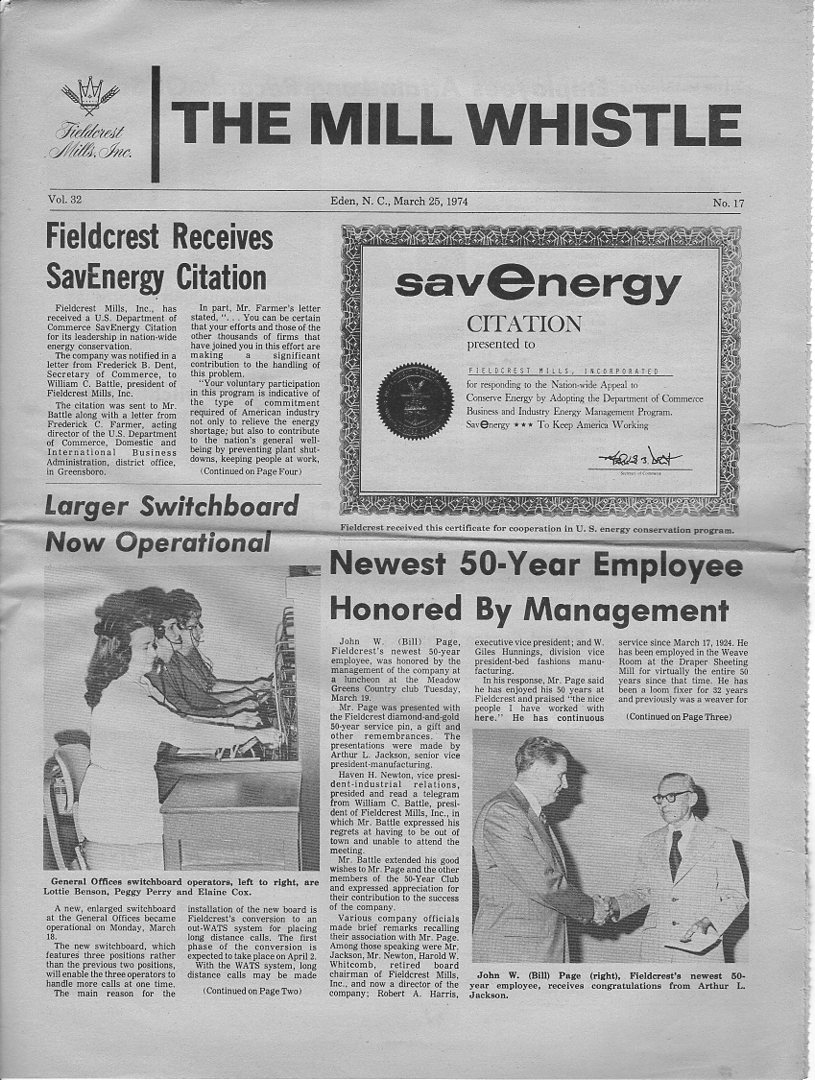 Fieldcrest
Mills, Inc.
THE MILL WHISTLE
Vol. 32
Eden, N. C., March 25, 1974
No. 17
Fieldcrest Receives
SavEnergy Citation
Fieldcrest Mills, Inc., has
received a U.S. Department of
Commerce SavEnergy Citation
for its leadership in nation-wide
energy conservation.
The company was notified in a
letter from Frederick B. Dent,
Secretary of Commerce, to
William C. Battle, president of
Fieldcrest Mills, Inc.
The citation was sent to Mr.
Battle along with a letter from
Frederick C. Farmer, acting
director of the U.S. Department
of Commerce, Domestic and
International Business
Administration, district office,
in Greensboro.
In part, Mr. Farmer's letter
stated, ". . . You can be certain
that your efforts and those of the
other thousands of firms that
have joined you in this effort are
making a significant
contribution to the handling of
this problem.
"Your voluntary participation
in this program is indicative of
the type of commitment
required of American industry
not only to relieve the energy
shortage; but also to contribute
to the nation's general well-
being by preventing plant shut-
downs, keeping people at work,
(Continued on Page Four)
savenergy
CITATION
presented to
FIELDCREST MILLS, INCORPORATED
for responding to the Nation-wide Appeal to
Conserve Energy by Adopting the Department of Commerce
Business and Industry Energy Management Program.
Savenergy ★★★ To Keep America Working
Secretary of Commerce
Fieldcrest received this certificate for cooperation in U. S. energy conservation program.
Larger Switchboard
Now Operational
General Offices switchboard operators, left to right, are
Lottie Benson, Peggy Perry and Elaine Cox.
A new, enlarged switchboard
at the General Offices became
operational on Monday, March
18.
The new switchboard, which
features three positions rather
than the previous two positions,
will enable the three operators to
handle more calls at one time.
The main reason for the
installation of the new board is
Fieldcrest's conversion to an
out-WATS system for placing
long distance calls. The first
phase of the conversion is
expected to take place on April 2.
With the WATS system, long
distance calls may be made
(Continued on Page Two)
Newest 50-Year Employee
Honored By Management
John W. (Bill) Page,
Fieldcrest's newest 50-year
employee, was honored by the
management of the company at
a luncheon at the Meadow
Greens Country club Tuesday,
March 19.
Mr. Page was presented with
the Fieldcrest diamond-and-gold
50-year service pin, a gift and
other remembrances. The
presentations were made by
Arthur L. Jackson, senior vice
president-manufacturing.
Haven H. Newton, vice presi-
dent-industrial relations,
presided and read a telegram
from William C. Battle, presi-
dent of Fieldcrest Mills, Inc., in
which Mr. Battle expressed his
regrets at having to be out of
town and unable to attend the
meeting.
Mr. Battle extended his good
wishes to Mr. Page and the other
members of the 50-Year Club
and expressed appreciation for
their contribution to the success
of the company.
Various company officials
made brief remarks recalling
their association with Mr. Page.
Among those speaking were Mr.
Jackson, Mr. Newton, Harold W.
Whitcomb, retired board
chairman of Fieldcrest Mills,
Inc., and now a director of the
company; Robert A. Harris,
executive vice president; and W.
Giles Hunnings, division vice
president-bed fashions manu-
facturing.
In his response, Mr. Page said
he has enjoyed his 50 years at
Fieldcrest and praised "the nice
people I have worked with
here." He has continuous
service since March 17, 1924. He
has been employed in the Weave
Room at the Draper Sheeting
Mill for virtually the entire 50
years since that time. He has
been a loom fixer for 32 years
and previously was a weaver for
(Continued on Page Three)
John W. (Bill) Page (right), Fieldcrest's newest 50-
year employee, receives congratulations from Arthur L.
Jackson.